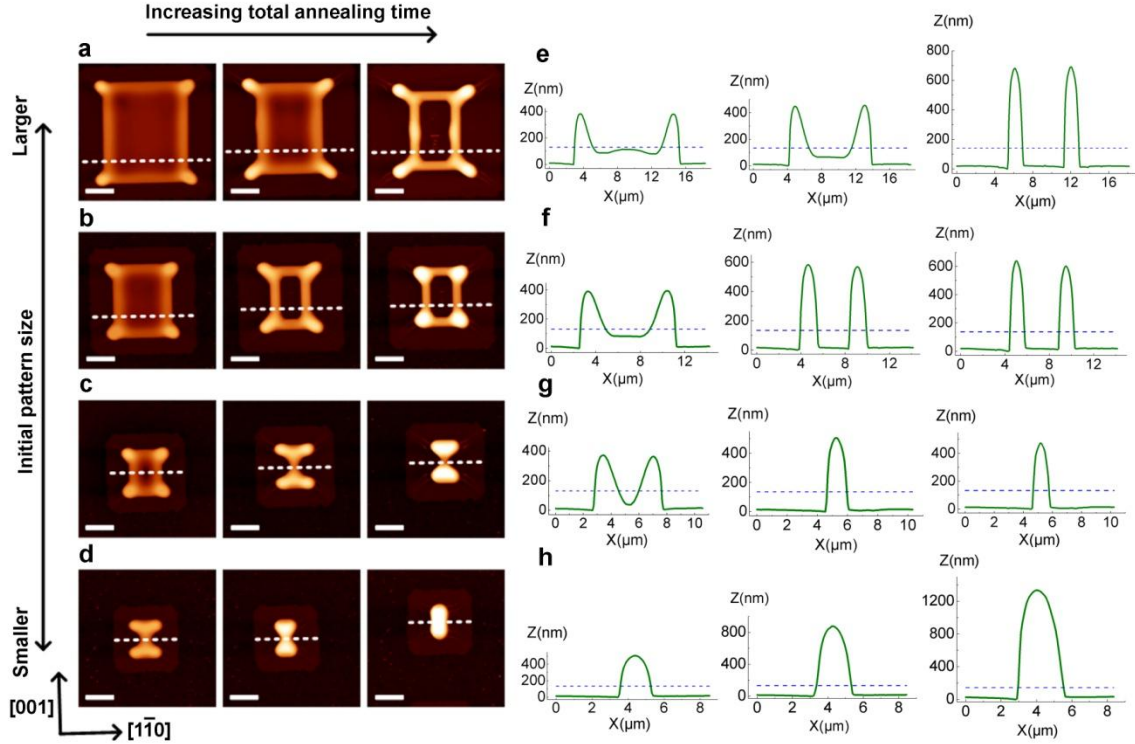 Increasing total annealing time
a
b
c
d
Larger
Initial pattern size
Smaller
[001]
[11̅0]
e
Z(nm)
400
200
0
0 4 8 12 16
X(µm)
Z(nm)
400
200
0
0 4 8 12 16
X(µm)
Z(nm)
800
600
400
200
0
0 4 8 12 16
X(µm)
f
Z(nm)
400
200
0
0 4 8 12
X(µm)
Z(nm)
600
400
200
0
0 2 4 6 8 10 12
X(µm)
Z(nm)
600
400
200
0
0 2 4 6 8 10 12
X(µm)
g
Z(nm)
400
200
0
0 2 4 6 8 10
X(µm)
Z(nm)
400
200
0
0 2 4 6 8 10
X(µm)
Z(nm)
400
200
0
0 2 4 6 8 10
X(µm)
h
Z(nm)
400
200
0
0 2 4 6 8
X(µm)
Z(nm)
800
400
0
0 2 4 6 8
X(µm)
Z(nm)
1200
800
400
0
0 2 4 6 8
X(µm)